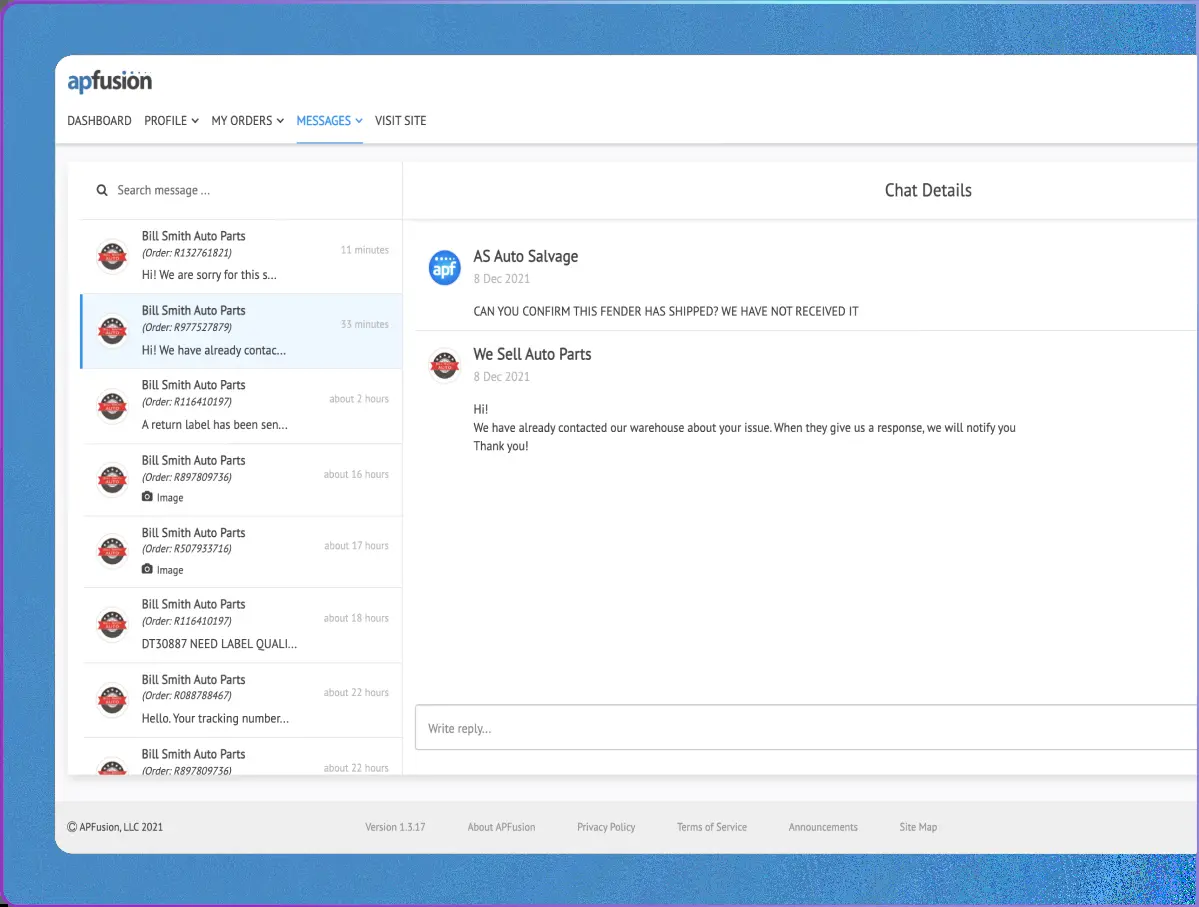 apfusion
DASHBOARD PROFILE MY ORDERS MESSAGES VISIT SITE
Search message ...
Bill Smith Auto Parts
(Order: R132761821)
11 minutes
Hi! We are sorry for this s...
Bill Smith Auto Parts
(Order: R977527879)
33 minutes
Hi! We have already contac...
Bill Smith Auto Parts
(Order: R116410197)
about 2 hours
A return label has been sen...
Bill Smith Auto Parts
(Order: R897809736)
about 16 hours
Image
Bill Smith Auto Parts
(Order: R507933716)
about 17 hours
Image
Bill Smith Auto Parts
(Order: R116410197)
about 18 hours
DT30887 NEED LABEL QUALI...
Bill Smith Auto Parts
(Order: R088788467)
about 22 hours
Hello. Your tracking number...
Bill Smith Auto Parts
(Order: R897809736)
about 22 hours
Chat Details
apf
AS Auto Salvage
8 Dec 2021
CAN YOU CONFIRM THIS FENDER HAS SHIPPED? WE HAVE NOT RECEIVED IT
AUTO
We Sell Auto Parts
8 Dec 2021
Hi!
We have already contacted our warehouse about your issue. When they give us a response, we will notify you
Thank you!
Write reply...
© APFusion, LLC 2021 Version 1.3.17 About APFusion Privacy Policy Terms of Service Announcements Site Map